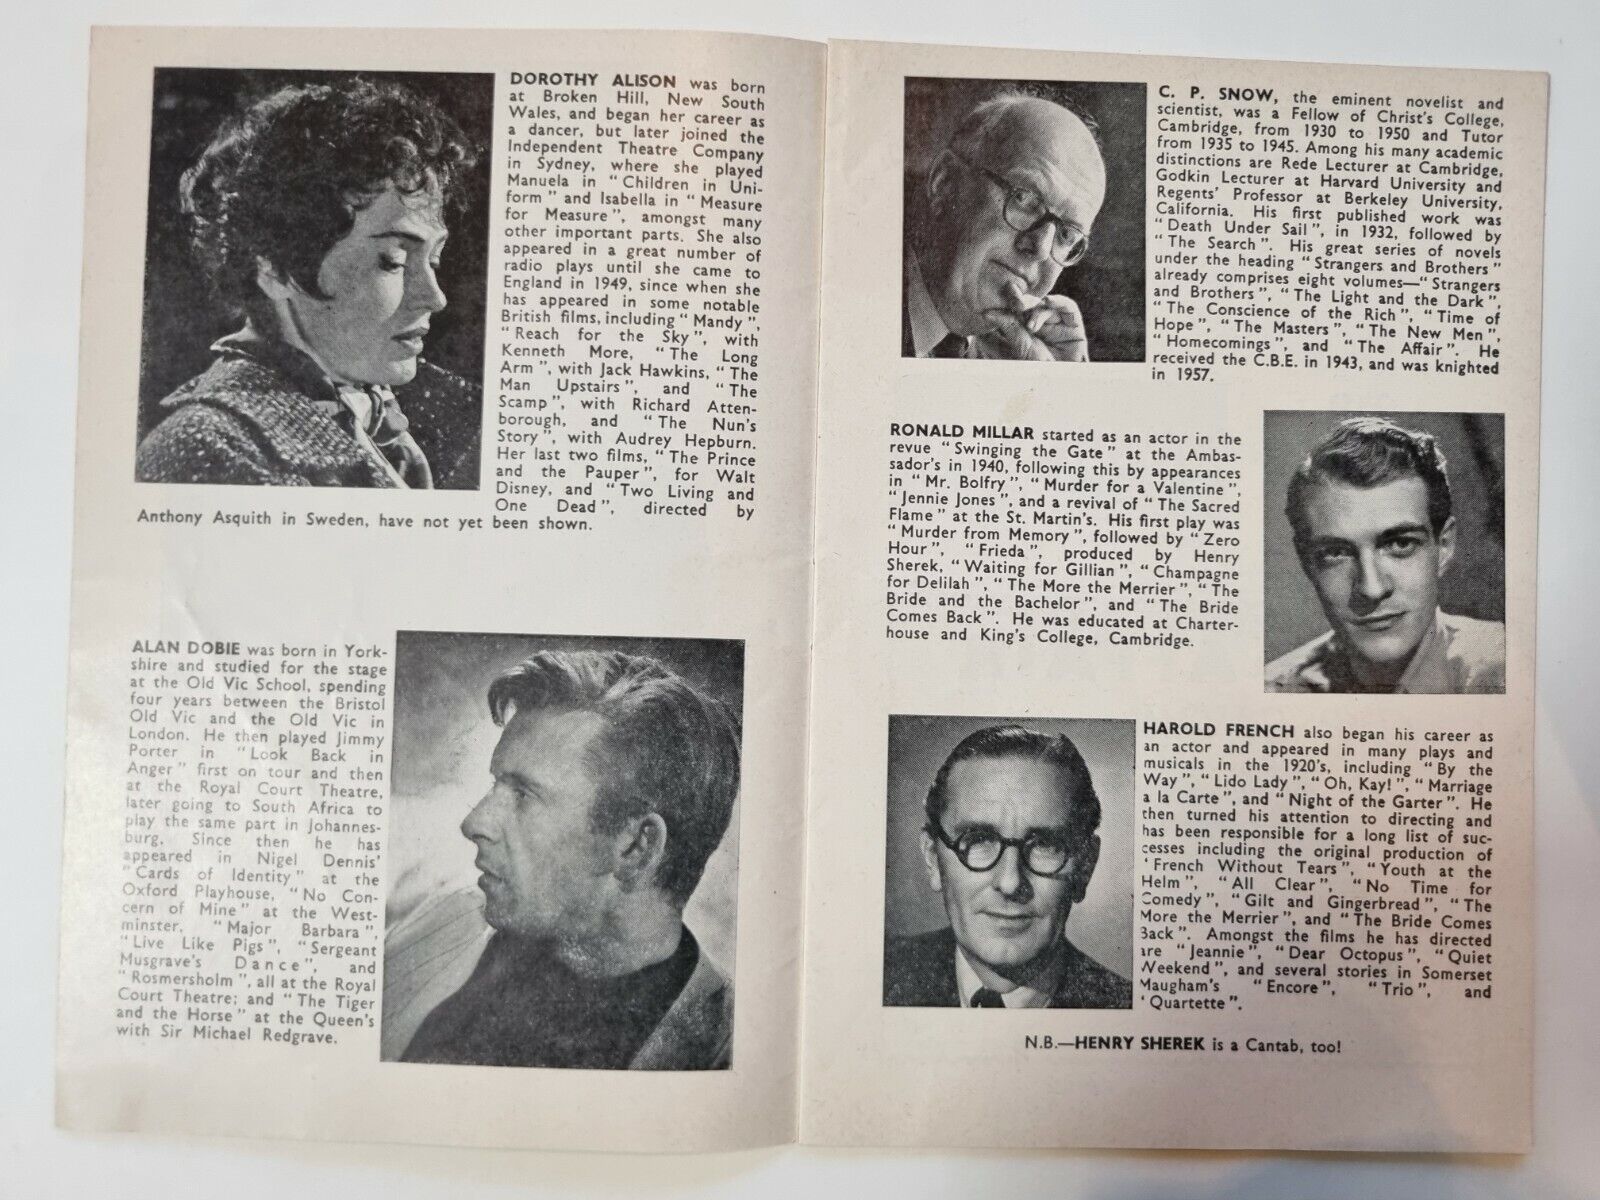 DOROTHY ALISON was born
at Broken Hill, New South
Wales, and began her career as
a dancer, but later joined the
Independent Theatre Company
in Sydney, where she played
Manuela in "Children in Uni-
form" and Isabella in "Measure
for Measure", amongst many
other important parts. She also
appeared in a great number of
radio plays until she came to
England in 1949, since when she
has appeared in some notable
British films, including "Mandy",
"Reach for the Sky", with
Kenneth More, "The Long
Arm", with Jack Hawkins, "The
Man Upstairs", and "The
Scamp", with Richard Atten-
borough, and "The Nun's
Story", with Audrey Hepburn.
Her last two films, "The Prince
and the Pauper", for Walt
Disney, and "Two Living and
One Dead", directed by
Anthony Asquith in Sweden, have not yet been shown.
ALAN DOBIE was born in York-
shire and studied for the stage
at the Old Vic School, spending
four years between the Bristol
Old Vic and the Old Vic in
London. He then played Jimmy
Porter in "Look Back in
Anger" first on tour and then
at the Royal Court Theatre,
later going to South Africa to
play the same part in Johannes-
burg. Since then he has
appeared in Nigel Dennis'
"Cards of Identity" at the
Oxford Playhouse, "No Con-
cern of Mine" at the West-
minster, "Major Barbara",
"Live Like Pigs", "Sergeant
Musgrave's Dance", and
"Rosmersholm", all at the Royal
Court Theatre; and "The Tiger
and the Horse" at the Queen's
with Sir Michael Redgrave.
C. P. SNOW, the eminent novelist and
scientist, was a Fellow of Christ's College,
Cambridge, from 1930 to 1950 and Tutor
from 1935 to 1945. Among his many academic
distinctions are Rede Lecturer at Cambridge,
Godkin Lecturer at Harvard University and
Regents' Professor at Berkeley University,
California. His first published work was
"Death Under Sail", in 1932, followed by
"The Search". His great series of novels
under the heading "Strangers and Brothers"
already comprises eight volumes—"Strangers
and Brothers", "The Light and the Dark",
"The Conscience of the Rich", "Time of
Hope", "The Masters", "The New Men",
"Homecomings", and "The Affair". He
received the C.B.E. in 1943, and was knighted
in 1957.
RONALD MILLAR started as an actor in the
revue "Swinging the Gate" at the Ambas-
sador's in 1940, following this by appearances
in "Mr. Bolfry", "Murder for a Valentine",
"Jennie Jones", and a revival of "The Sacred
Flame" at the St. Martin's. His first play was
"Murder from Memory", followed by "Zero
Hour", "Frieda", produced by Henry
Sherek, "Waiting for Gillian", "Champagne
for Delilah", "The More the Merrier", "The
Bride and the Bachelor", and "The Bride
Comes Back". He was educated at Charter-
house and King's College, Cambridge.
HAROLD FRENCH also began his career as
an actor and appeared in many plays and
musicals in the 1920's, including "By the
Way", "Lido Lady", "Oh, Kay!", "Marriage
a la Carte", and "Night of the Garter". He
then turned his attention to directing and
has been responsible for a long list of suc-
cesses including the original production of
'French Without Tears", "Youth at the
Helm", "All Clear", "No Time for
Comedy", "Gilt and Gingerbread", "The
More the Merrier", and "The Bride Comes
Back". Amongst the films he has directed
are "Jeannie", "Dear Octopus", "Quiet
Weekend", and several stories in Somerset
Maugham's "Encore", "Trio", and
'Quartette".
N.B.—HENRY SHEREK is a Cantab, too!